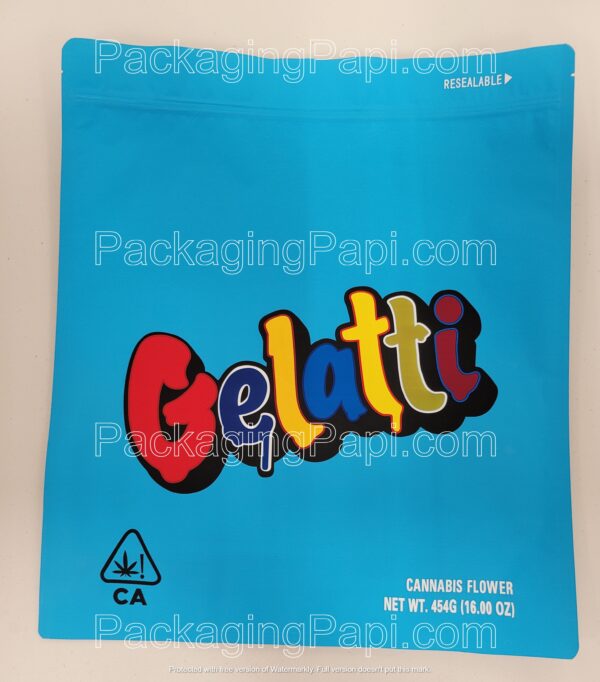 PackagingPapi.com
RESEALABLE
PackagingPapi.com
Gelatti
PackagingPapi.com
CA
CANNABIS FLOWER
NET WT. 454G (16.00 OZ)
PackagingPapi.com
Protected with free version of Watermarkly. Full version doesn't put this mark.